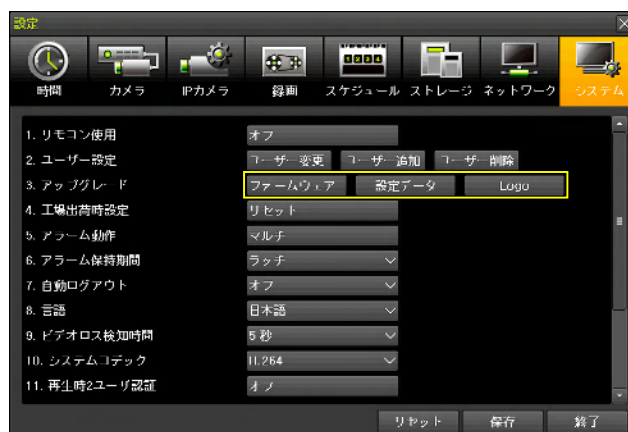 設定
時間 カメラ IPカメラ 録画 スケジュール ストレージ ネットワーク システム
1. リモコン使用 オフ
2. ユーザー設定 ユーザー変更 ユーザー追加 ユーザー削除
3. アップグレード ファームウェア 設定データ Logo
4. 工場出荷時設定 リセット
5. アラーム動作 マルチ
6. アラーム保持期間 ラッチ
7. 自動ログアウト オフ
8. 言語 日本語
9. ビデオロス検知時間 5 秒
10. システムコデック H.264
11. 再生時2ユーザ認証 オフ
リセット 保存 終了